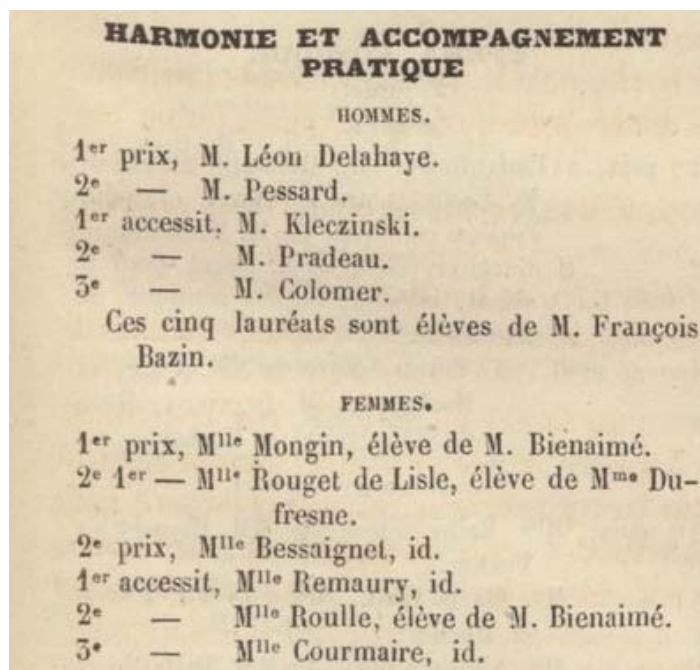 HARMONIE ET ACCOMPAGNEMENT
PRATIQUE
HOMMES.
1er prix, M. Léon Delahaye.
2e — M. Pessard.
1er accessit, M. Kleczinski.
2e — M. Pradeau.
3e — M. Colomer.
Ces cinq lauréats sont élèves de M. François
Bazin.
FEMMES.
1er prix, Mlle Mongin, élève de M. Bienaimé.
2e 1er — Mlle Rouget de Lisle, élève de Mme Du-
fresne.
2e prix, Mlle Bessaignet, id.
1er accessit, Mlle Remaury, id.
2e — Mlle Roulle, élève de M. Bienaimé.
3e — Mlle Courmaire, id.